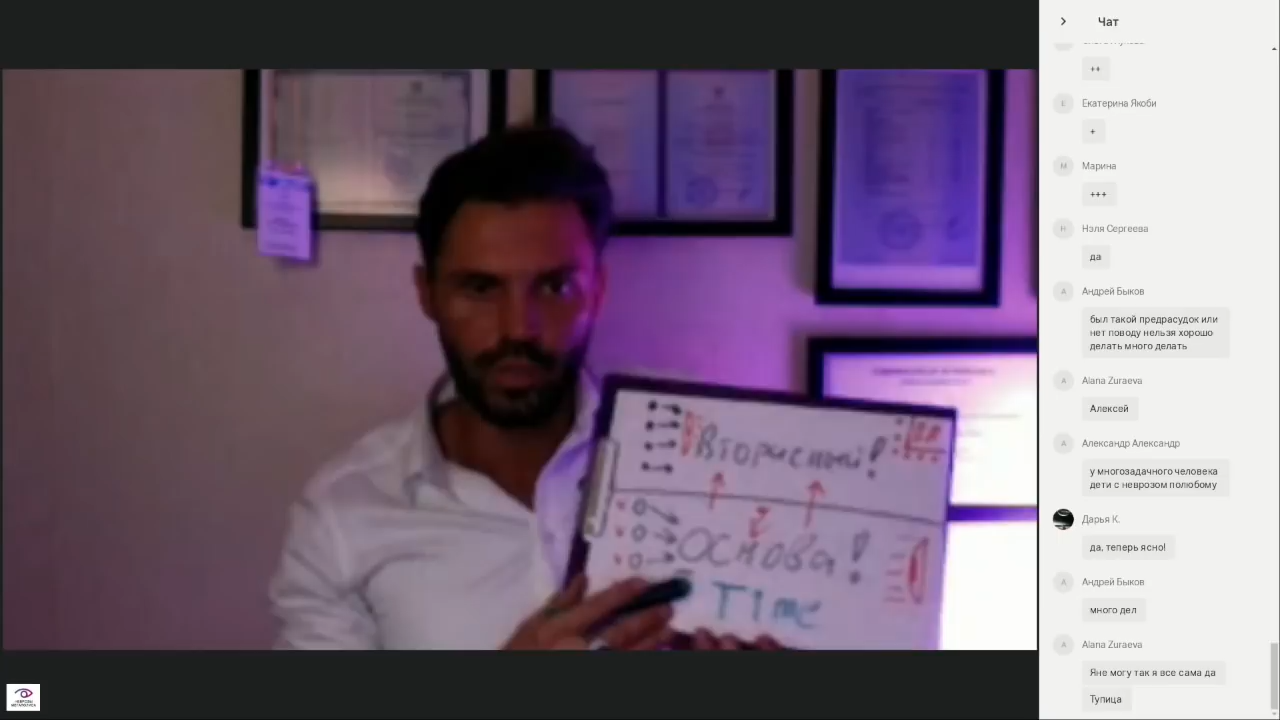 Вторисный!
Основа!
Time
Чат
++
Е
Екатерина Якоби
+
М
Марина
+++
Н
Нэля Сергеева
да
А
Андрей Быков
был такой предрасудок или
нет поводу нельзя хорошо
делать много делать
A
Alana Zuraeva
Алексей
А
Александр Александр
у многозадачного человека
дети с неврозом полюбому
Дарья К.
да, теперь ясно!
А
Андрей Быков
много дел
A
Alana Zuraeva
Яне могу так я все сама да
Тупица